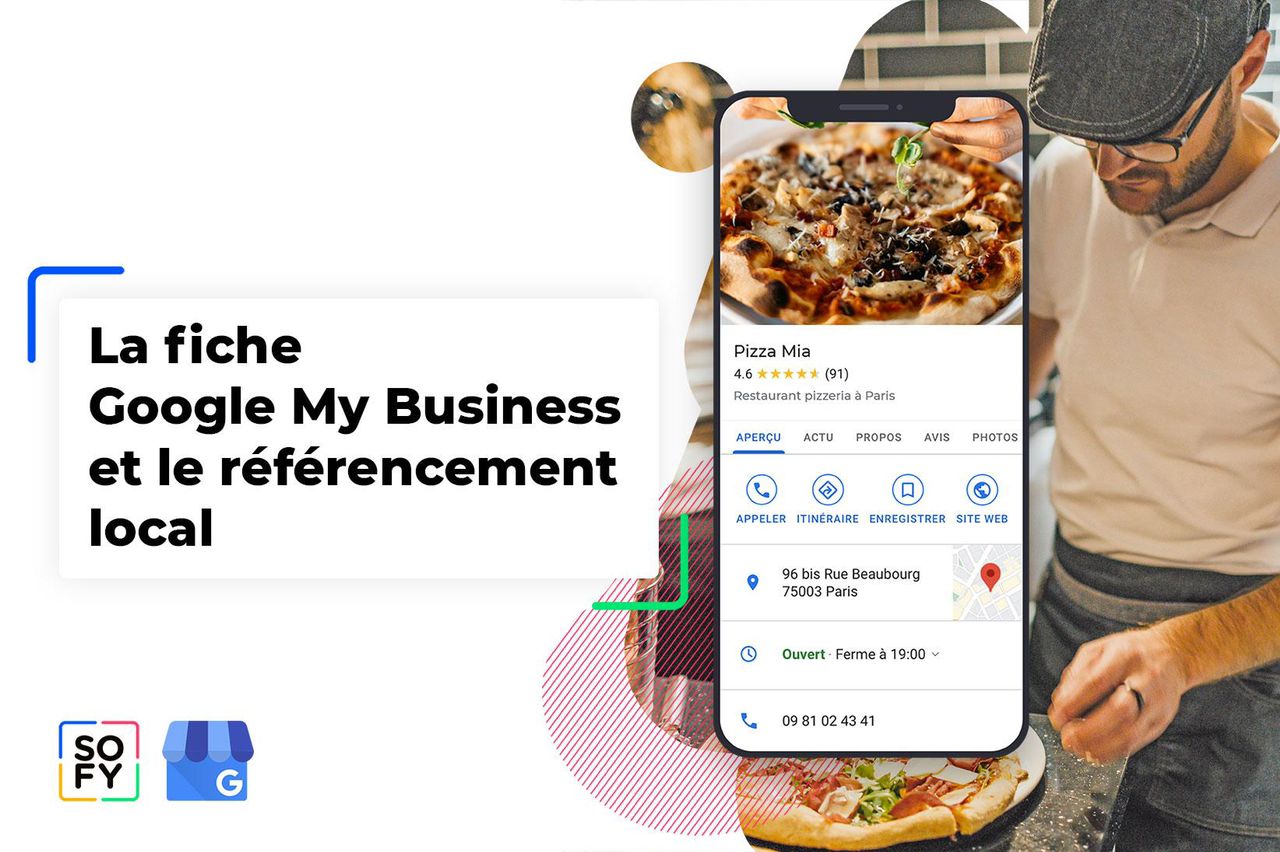 La fiche
Google My Business
et le référencement
local
SO
FY
G
Pizza Mia
4.6 ★★★★★ (91)
Restaurant pizzeria à Paris
APERÇU ACTU PROPOS AVIS PHOTOS
APPELER ITINÉRAIRE ENREGISTRER SITE WEB
96 bis Rue Beaubourg
75003 Paris
Ouvert · Ferme à 19:00
09 81 02 43 41